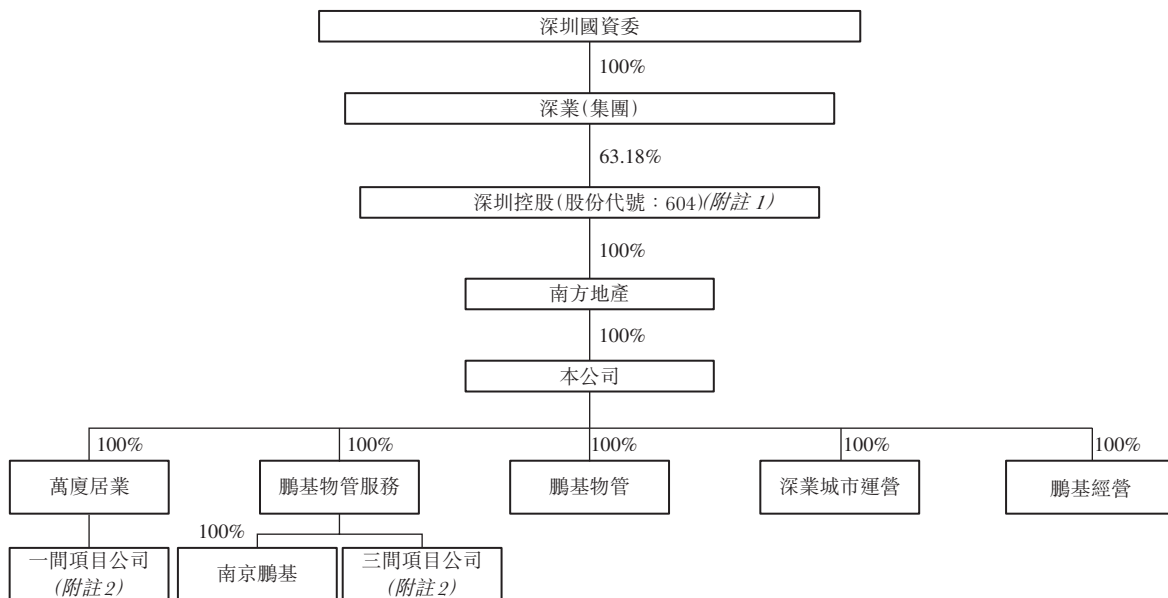 深圳國資委
100%
深業(集團)
63.18%
深圳控股(股份代號：604)(附註 1)
100%
南方地產
100%
本公司
100% 100% 100% 100% 100%
萬廈居業 鵬基物管服務 鵬基物管 深業城市運營 鵬基經營
100%
一間項目公司 南京鵬基 三間項目公司
(附註 2) (附註 2)